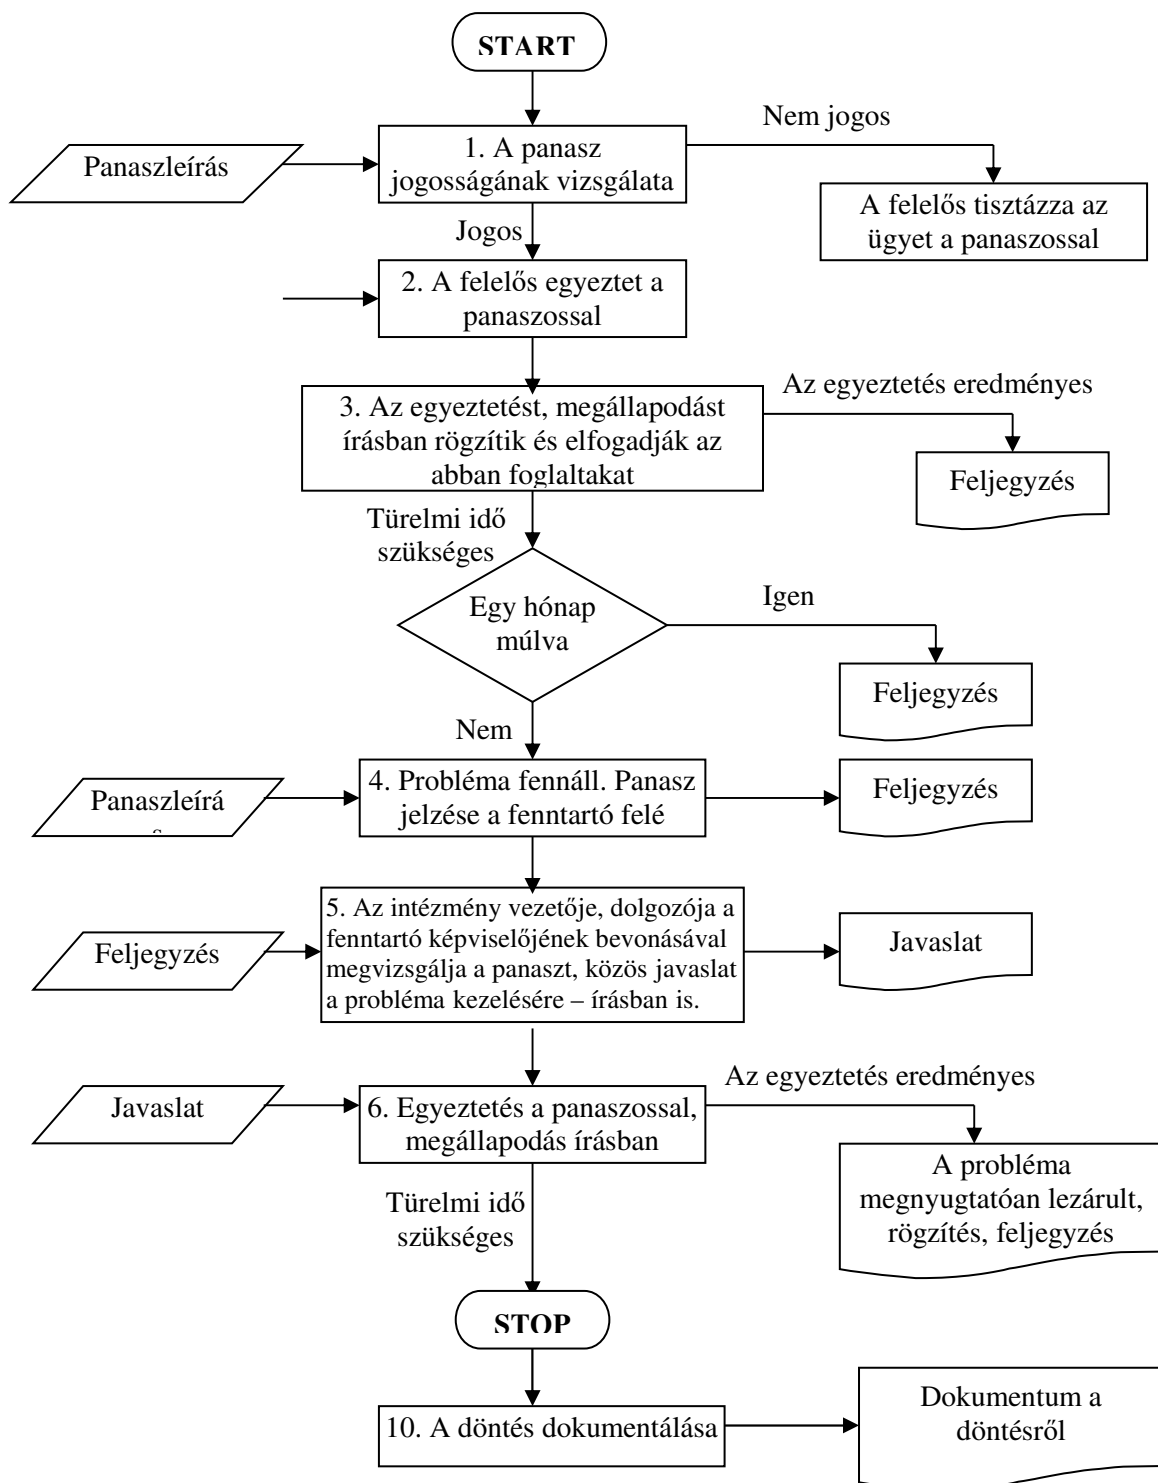 START
Nem jogos
Panaszleírás
1. A panasz
jogosságának vizsgálata
A felelős tisztázza az
ügyet a panaszossal
Jogos
2. A felelős egyeztet a
panaszossal
Az egyeztetés eredményes
3. Az egyeztetést, megállapodást
írásban rögzítik és elfogadják az
abban foglaltakat
Feljegyzés
Türelmi idő
szükséges
Egy hónap
múlva
Igen
Feljegyzés
Nem
Panaszleírá
s
4. Probléma fennáll. Panasz
jelzése a fenntartó felé
Feljegyzés
5. Az intézmény vezetője, dolgozója a
fenntartó képviselőjének bevonásával
megvizsgálja a panaszt, közös javaslat
a probléma kezelésére – írásban is.
Feljegyzés
Javaslat
Az egyeztetés eredményes
Javaslat
6. Egyeztetés a panaszossal,
megállapodás írásban
A probléma
megnyugtatóan lezárult,
rögzítés, feljegyzés
Türelmi idő
szükséges
STOP
10. A döntés dokumentálása
Dokumentum a
döntésről